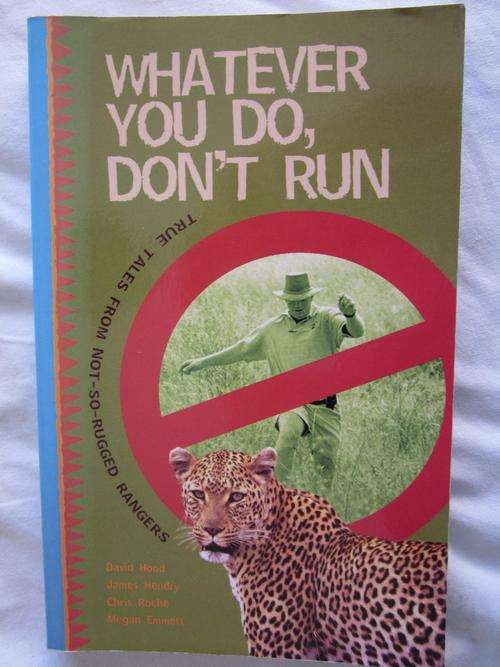 WHATEVER
YOU DO,
DON'T RUN
TRUE TALES FROM NOT-SO-RUGGED RANGERS
David Hood
James Hendry
Chris Roche
Megan Emmett